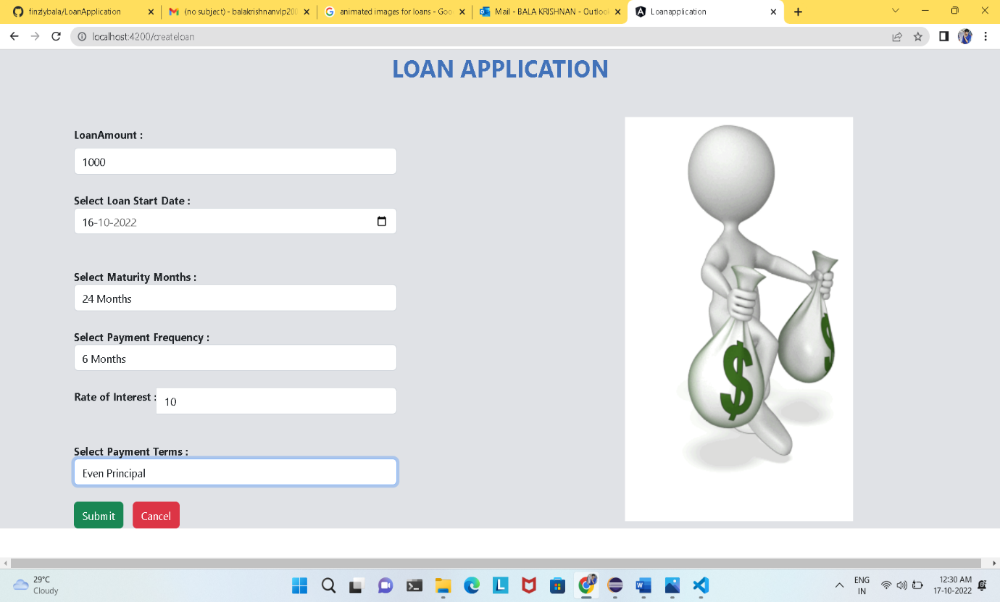 finzlybala/LoanApplication
(no subject) - balakrishnanvlp200
animated images for loans - Goo
Mail - BALA KRISHNAN - Outlook
Loanapplication
localhost:4200/createloan
LOAN APPLICATION
LoanAmount :
1000
Select Loan Start Date :
16-10-2022
Select Maturity Months :
24 Months
Select Payment Frequency :
6 Months
Rate of Interest :
10
Select Payment Terms :
Even Principal
Submit
Cancel
$
$
29°C
Cloudy
ENG
IN
12:30 AM
17-10-2022